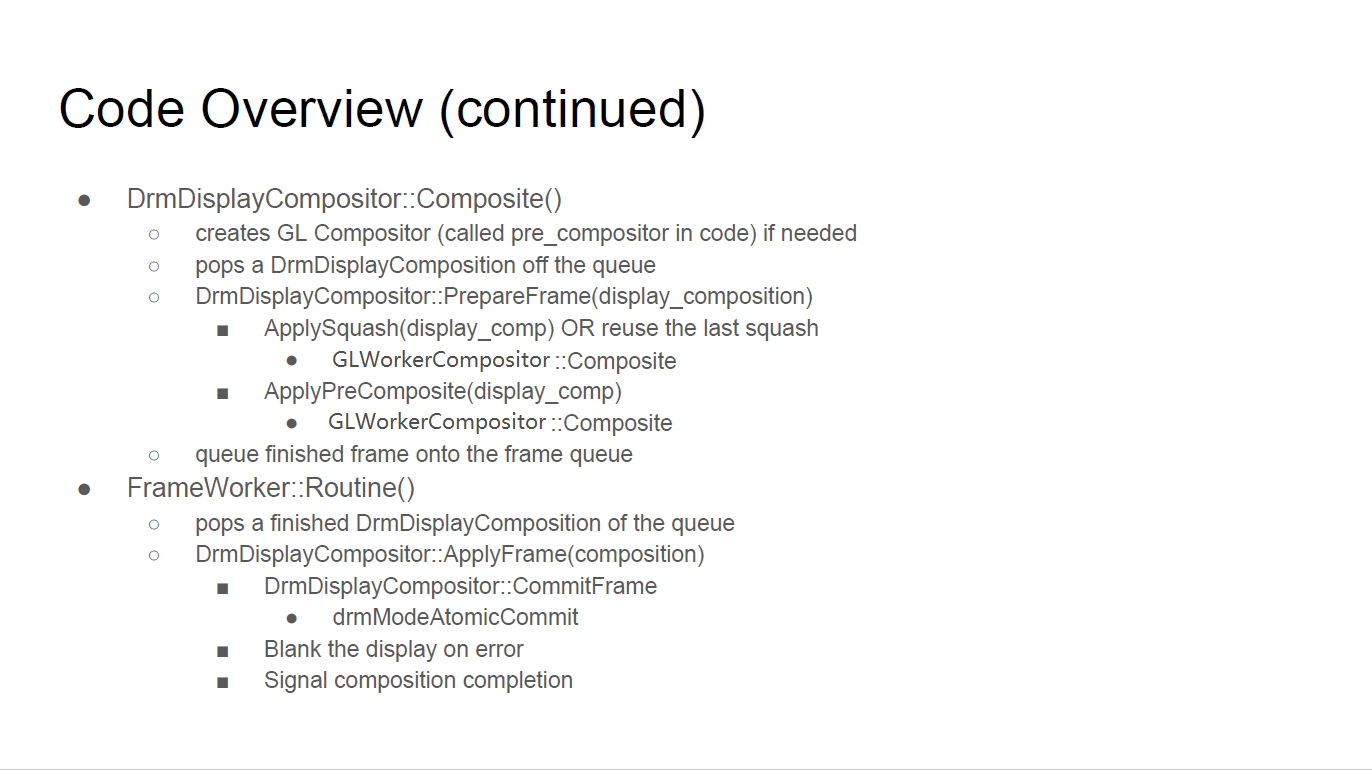 Code Overview (continued)
● DrmDisplayCompositor::Composite()
○ creates GL Compositor (called pre_compositor in code) if needed
○ pops a DrmDisplayComposition off the queue
○ DrmDisplayCompositor::PrepareFrame(display_composition)
■ ApplySquash(display_comp) OR reuse the last squash
● GLWorkerCompositor ::Composite
■ ApplyPreComposite(display_comp)
● GLWorkerCompositor ::Composite
○ queue finished frame onto the frame queue
● FrameWorker::Routine()
○ pops a finished DrmDisplayComposition of the queue
○ DrmDisplayCompositor::ApplyFrame(composition)
■ DrmDisplayCompositor::CommitFrame
● drmModeAtomicCommit
■ Blank the display on error
■ Signal composition completion